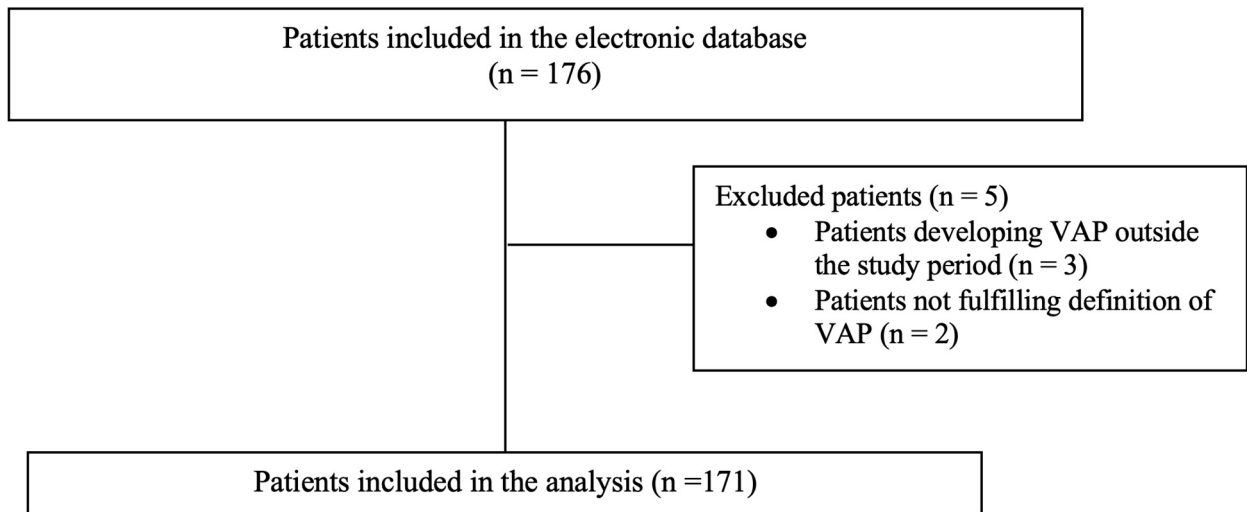 Patients included in the electronic database
(n = 176)
Excluded patients (n = 5)
• Patients developing VAP outside
the study period (n = 3)
• Patients not fulfilling definition of
VAP (n = 2)
Patients included in the analysis (n =171)